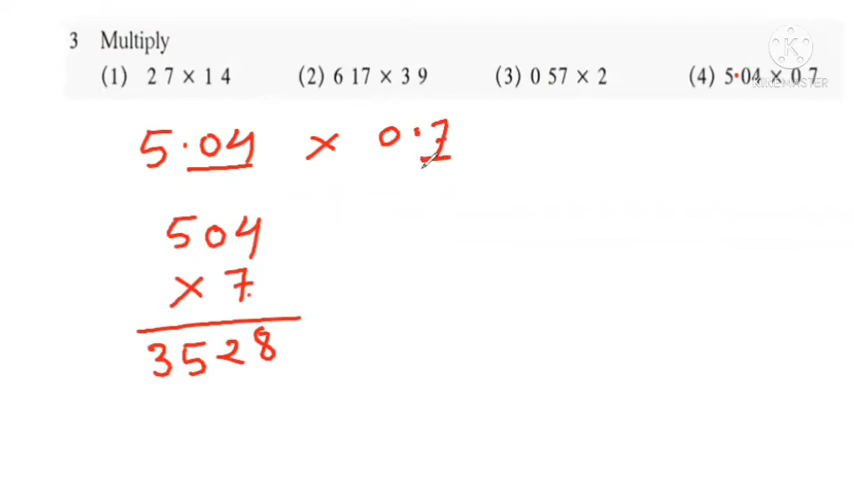 3 Multiply
(1) 2 7 × 1 4 (2) 6 17 × 3 9 (3) 0 57 × 2 (4) 5·04 × 0 7
K
KINEMASTER
5·04 × 0·7
504
× 7
3528